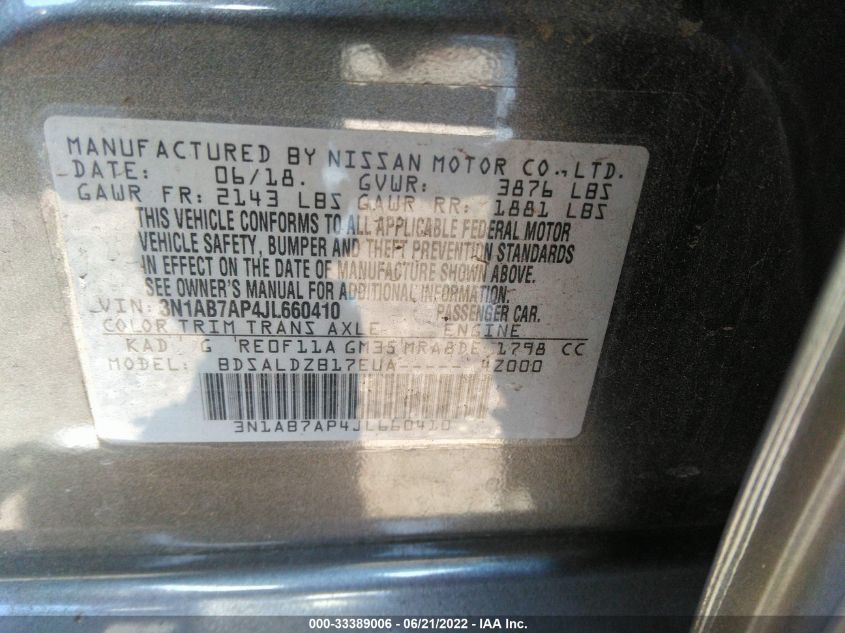 MANUFACTURED BY NISSAN MOTOR CO.,LTD.
DATE: 06/18. GVWR: 3876 LBS
GAWR FR: 2143 LBS GAWR RR: 1881 LBS
THIS VEHICLE CONFORMS TO ALL APPLICABLE FEDERAL MOTOR
VEHICLE SAFETY, BUMPER AND THEFT PREVENTION STANDARDS
IN EFFECT ON THE DATE OF MANUFACTURE SHOWN ABOVE.
SEE OWNER'S MANUAL FOR ADDITIONAL INFORMATION.
VIN: 3N1AB7AP4JL660410 PASSENGER CAR.
COLOR TRIM TRANS AXLE ENGINE
KAD G RE0F11A GM35 MRA8DE 1798 CC
MODEL BDSALDZB17EUA------ 4Z000
3N1AB7AP4JL660410
000-33389006 - 06/21/2022 - IAA Inc.